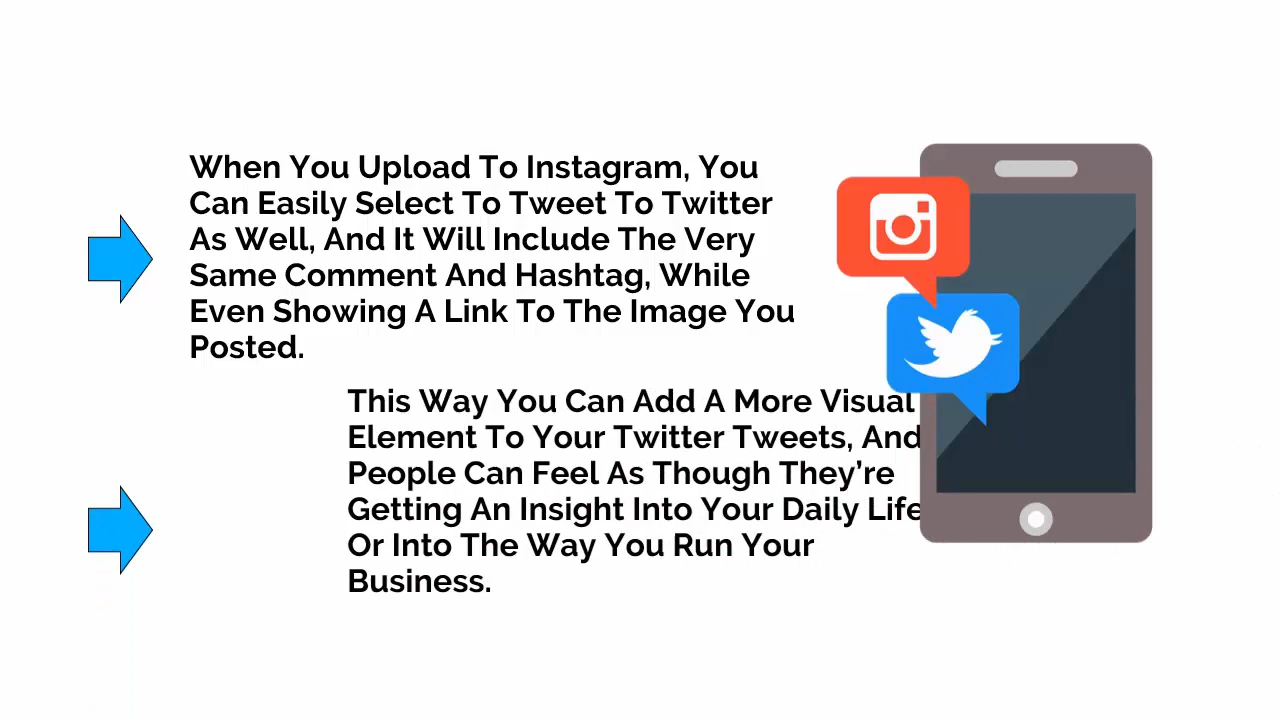 When You Upload To Instagram, You
Can Easily Select To Tweet To Twitter
As Well, And It Will Include The Very
Same Comment And Hashtag, While
Even Showing A Link To The Image You
Posted.
This Way You Can Add A More Visual
Element To Your Twitter Tweets, And
People Can Feel As Though They’re
Getting An Insight Into Your Daily Life
Or Into The Way You Run Your
Business.